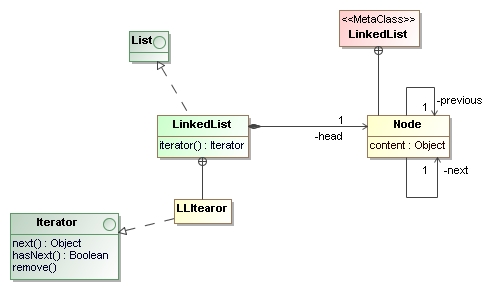 <<MetaClass>>
LinkedList
List
LinkedList
iterator() : Iterator
1
-head
Node
content : Object
1
-previous
1
-next
LLItearor
Iterator
next() : Object
hasNext() : Boolean
remove()